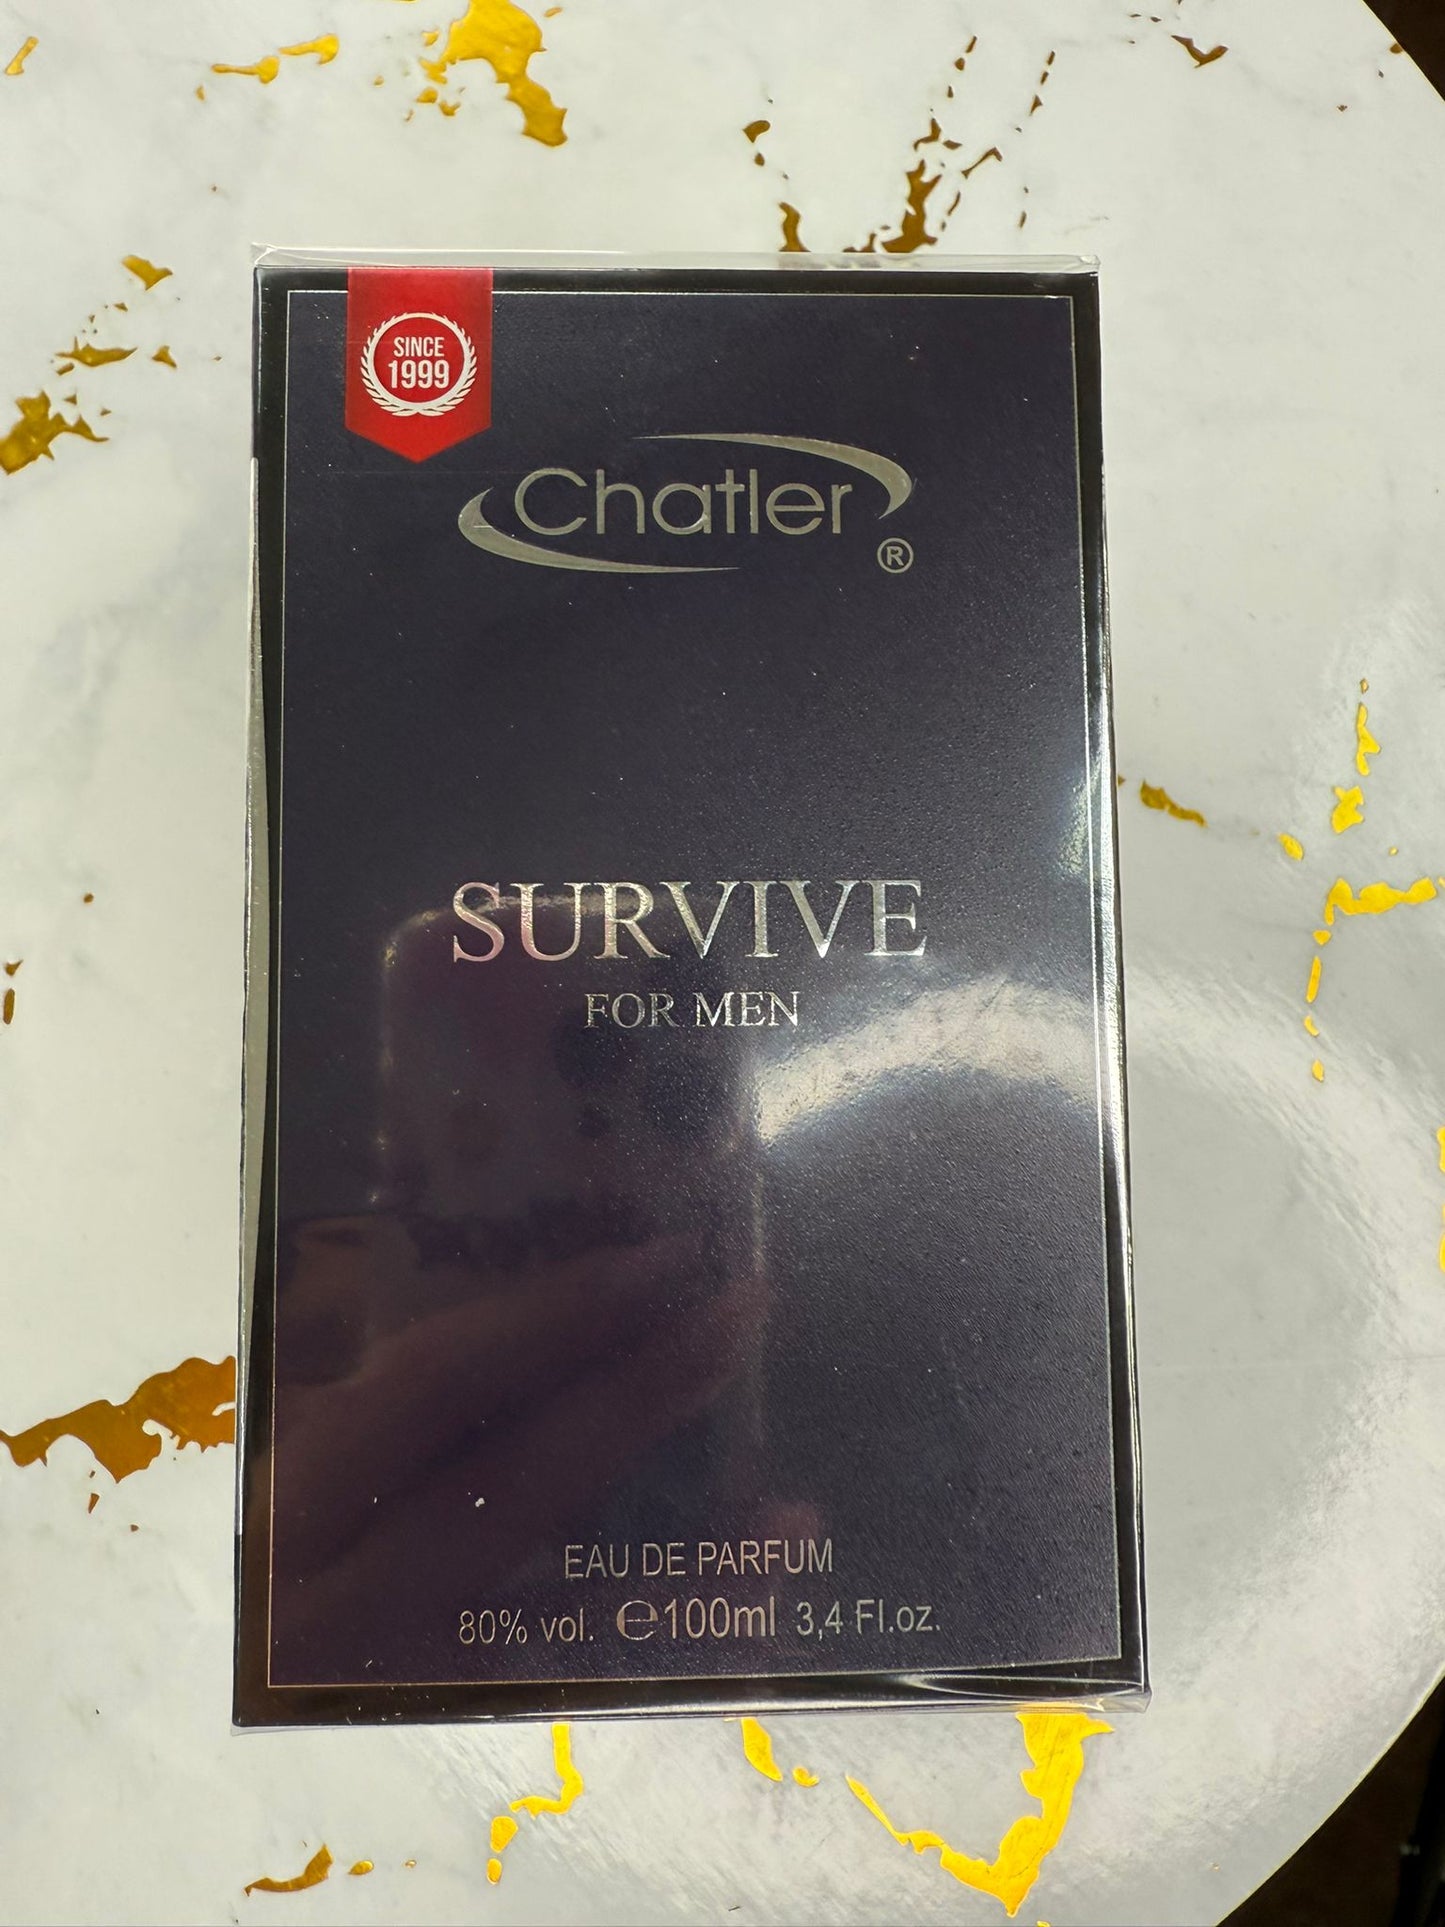 SINCE
1999
Chatler®
SURVIVE
FOR MEN
EAU DE PARFUM
80% vol. ℮100ml 3,4 Fl.oz.